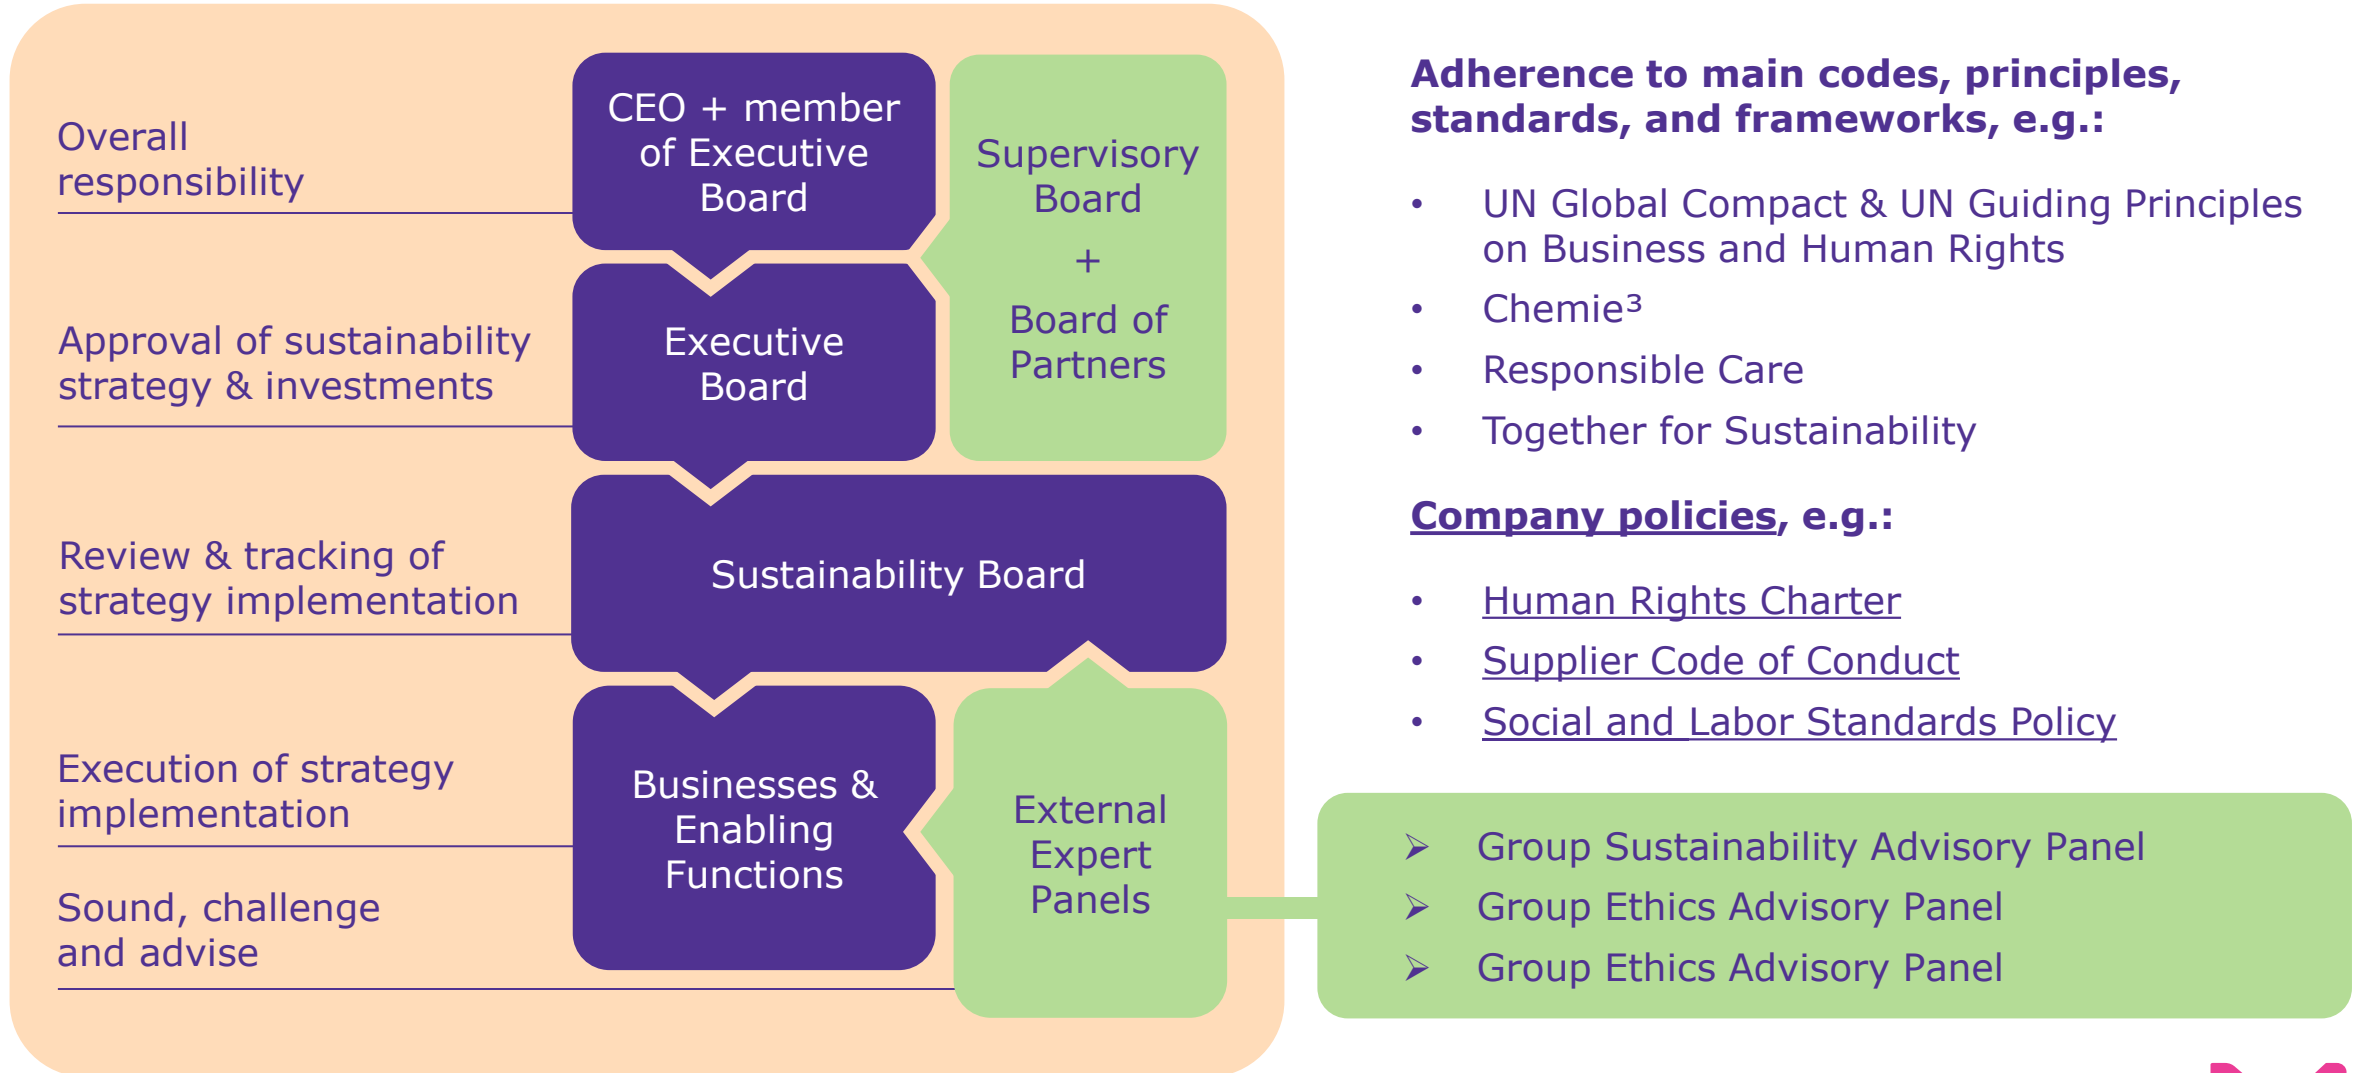 Overall
responsibility
CEO + member
of Executive
Board
Supervisory
Board
+
Board of
Partners
Approval of sustainability
strategy & investments
Executive
Board
Review & tracking of
strategy implementation
Sustainability Board
Execution of strategy
implementation
Businesses &
Enabling
Functions
External
Expert
Panels
Sound, challenge
and advise
Adherence to main codes, principles,
standards, and frameworks, e.g.:
• UN Global Compact & UN Guiding Principles
on Business and Human Rights
• Chemie³
• Responsible Care
• Together for Sustainability
Company policies, e.g.:
• Human Rights Charter
• Supplier Code of Conduct
• Social and Labor Standards Policy
➢ Group Sustainability Advisory Panel
➢ Group Ethics Advisory Panel
➢ Group Ethics Advisory Panel